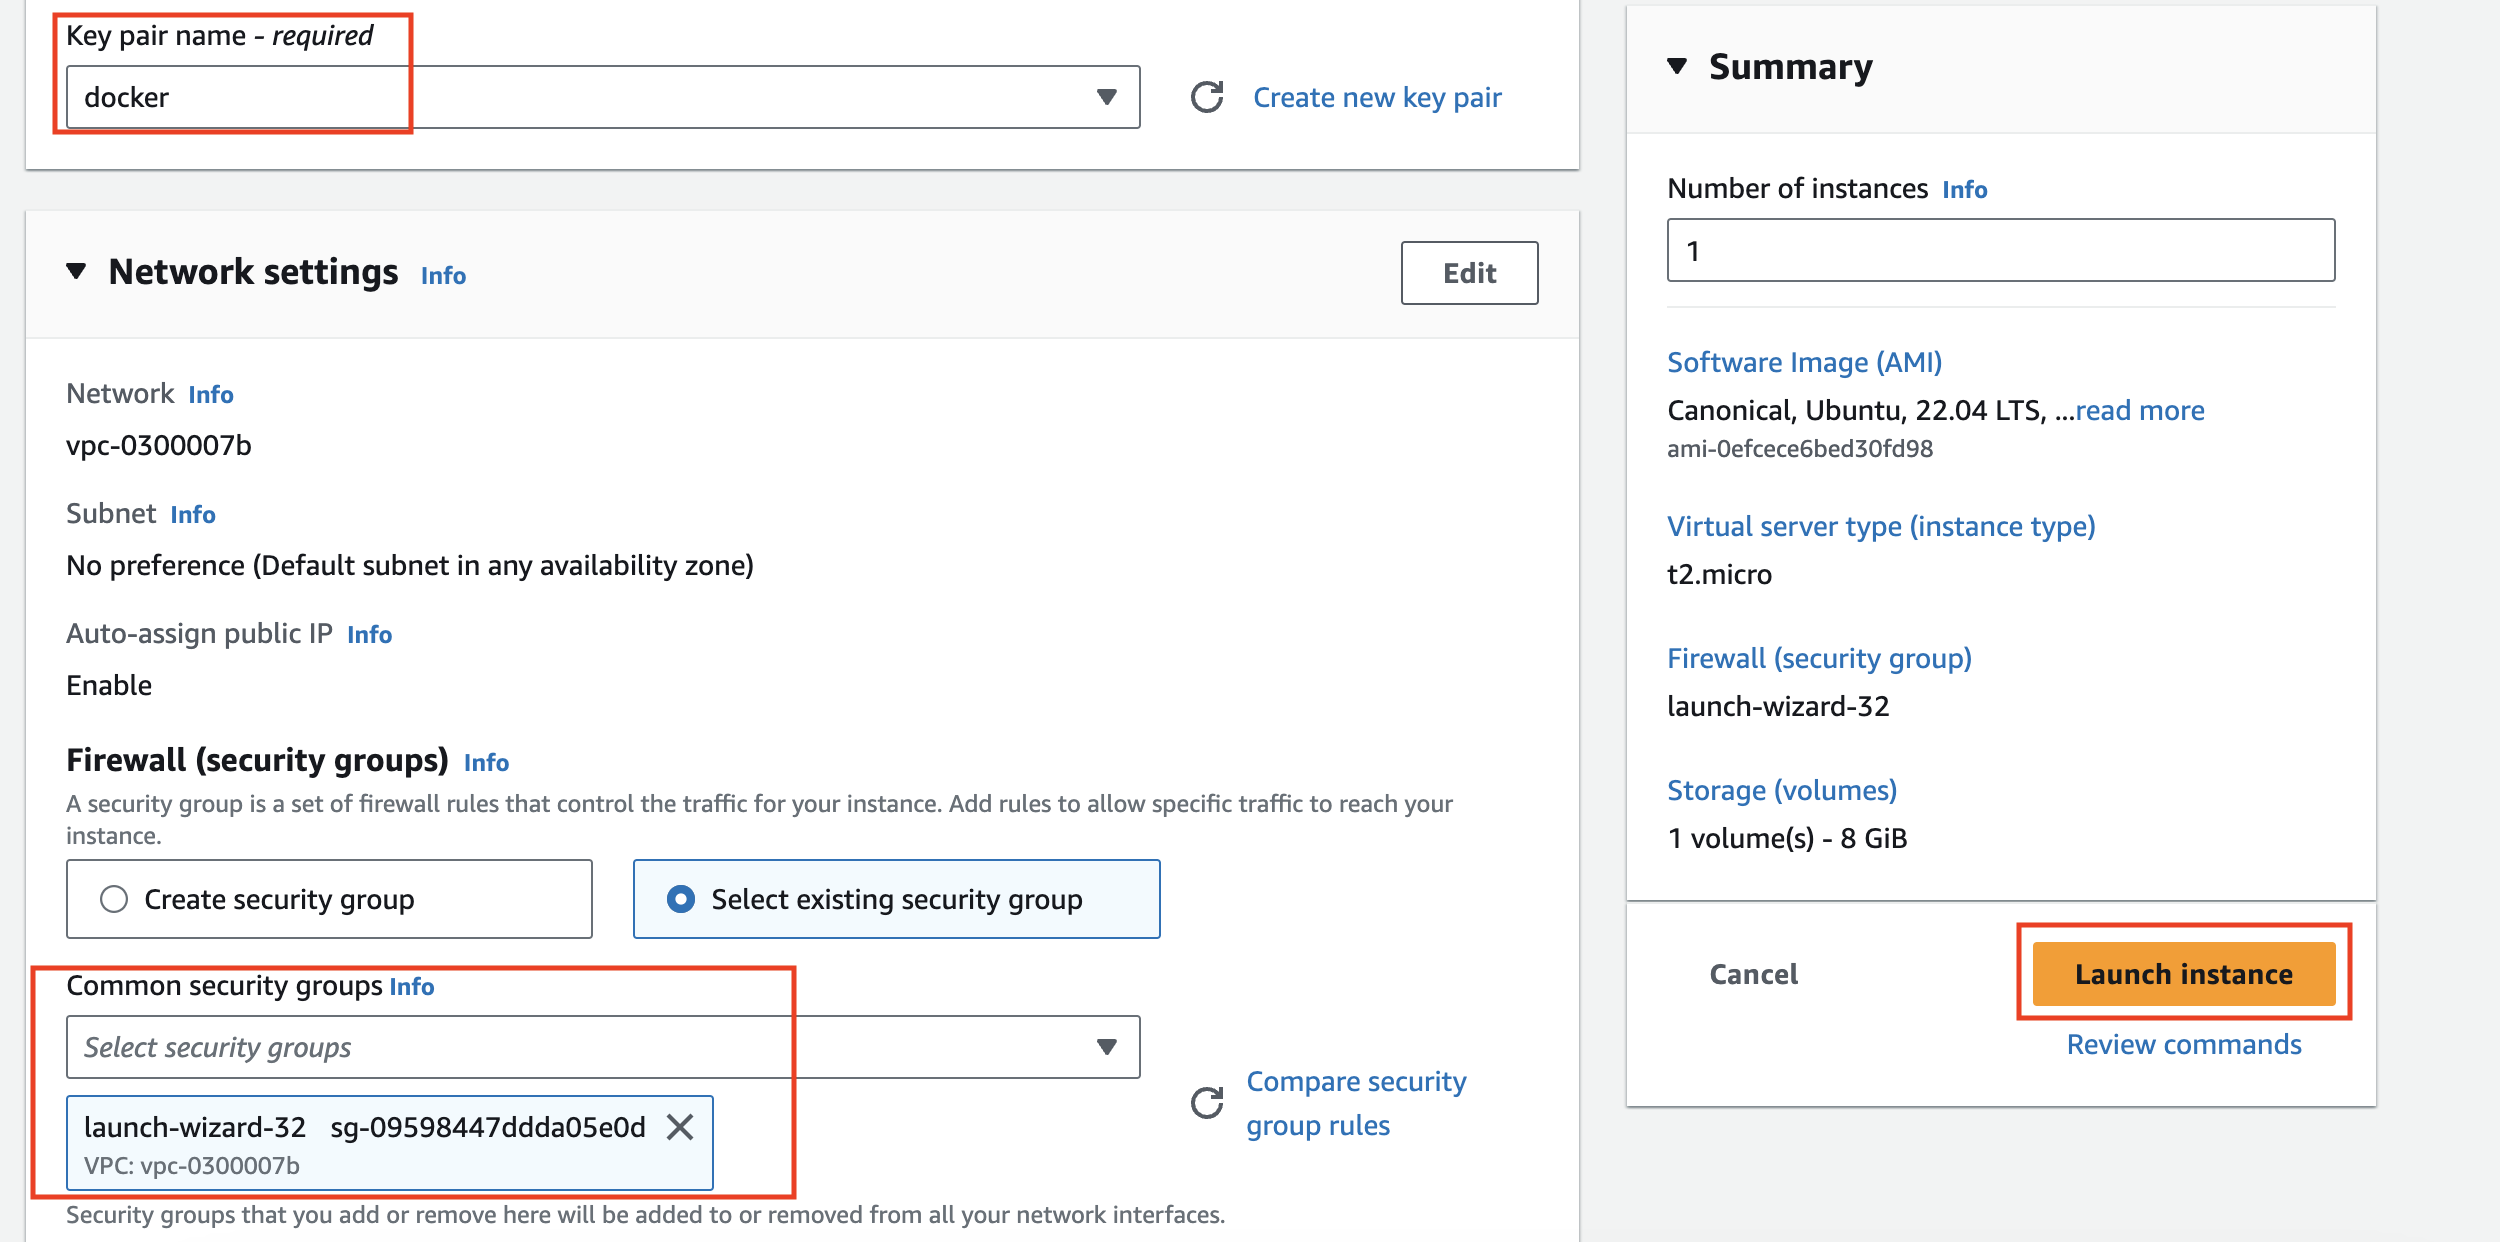 Key pair name - required
docker
Create new key pair
Network settings Info
Edit
Network Info
vpc-0300007b
Subnet Info
No preference (Default subnet in any availability zone)
Auto-assign public IP Info
Enable
Firewall (security groups) Info
A security group is a set of firewall rules that control the traffic for your instance. Add rules to allow specific traffic to reach your
instance.
Create security group
Select existing security group
Common security groups Info
Select security groups
launch-wizard-32 sg-09598447ddda05e0d
VPC: vpc-0300007b
Compare security
group rules
Security groups that you add or remove here will be added to or removed from all your network interfaces.
Summary
Number of instances Info
1
Software Image (AMI)
Canonical, Ubuntu, 22.04 LTS, ...read more
ami-0efcece6bed30fd98
Virtual server type (instance type)
t2.micro
Firewall (security group)
launch-wizard-32
Storage (volumes)
1 volume(s) - 8 GiB
Cancel
Launch instance
Review commands